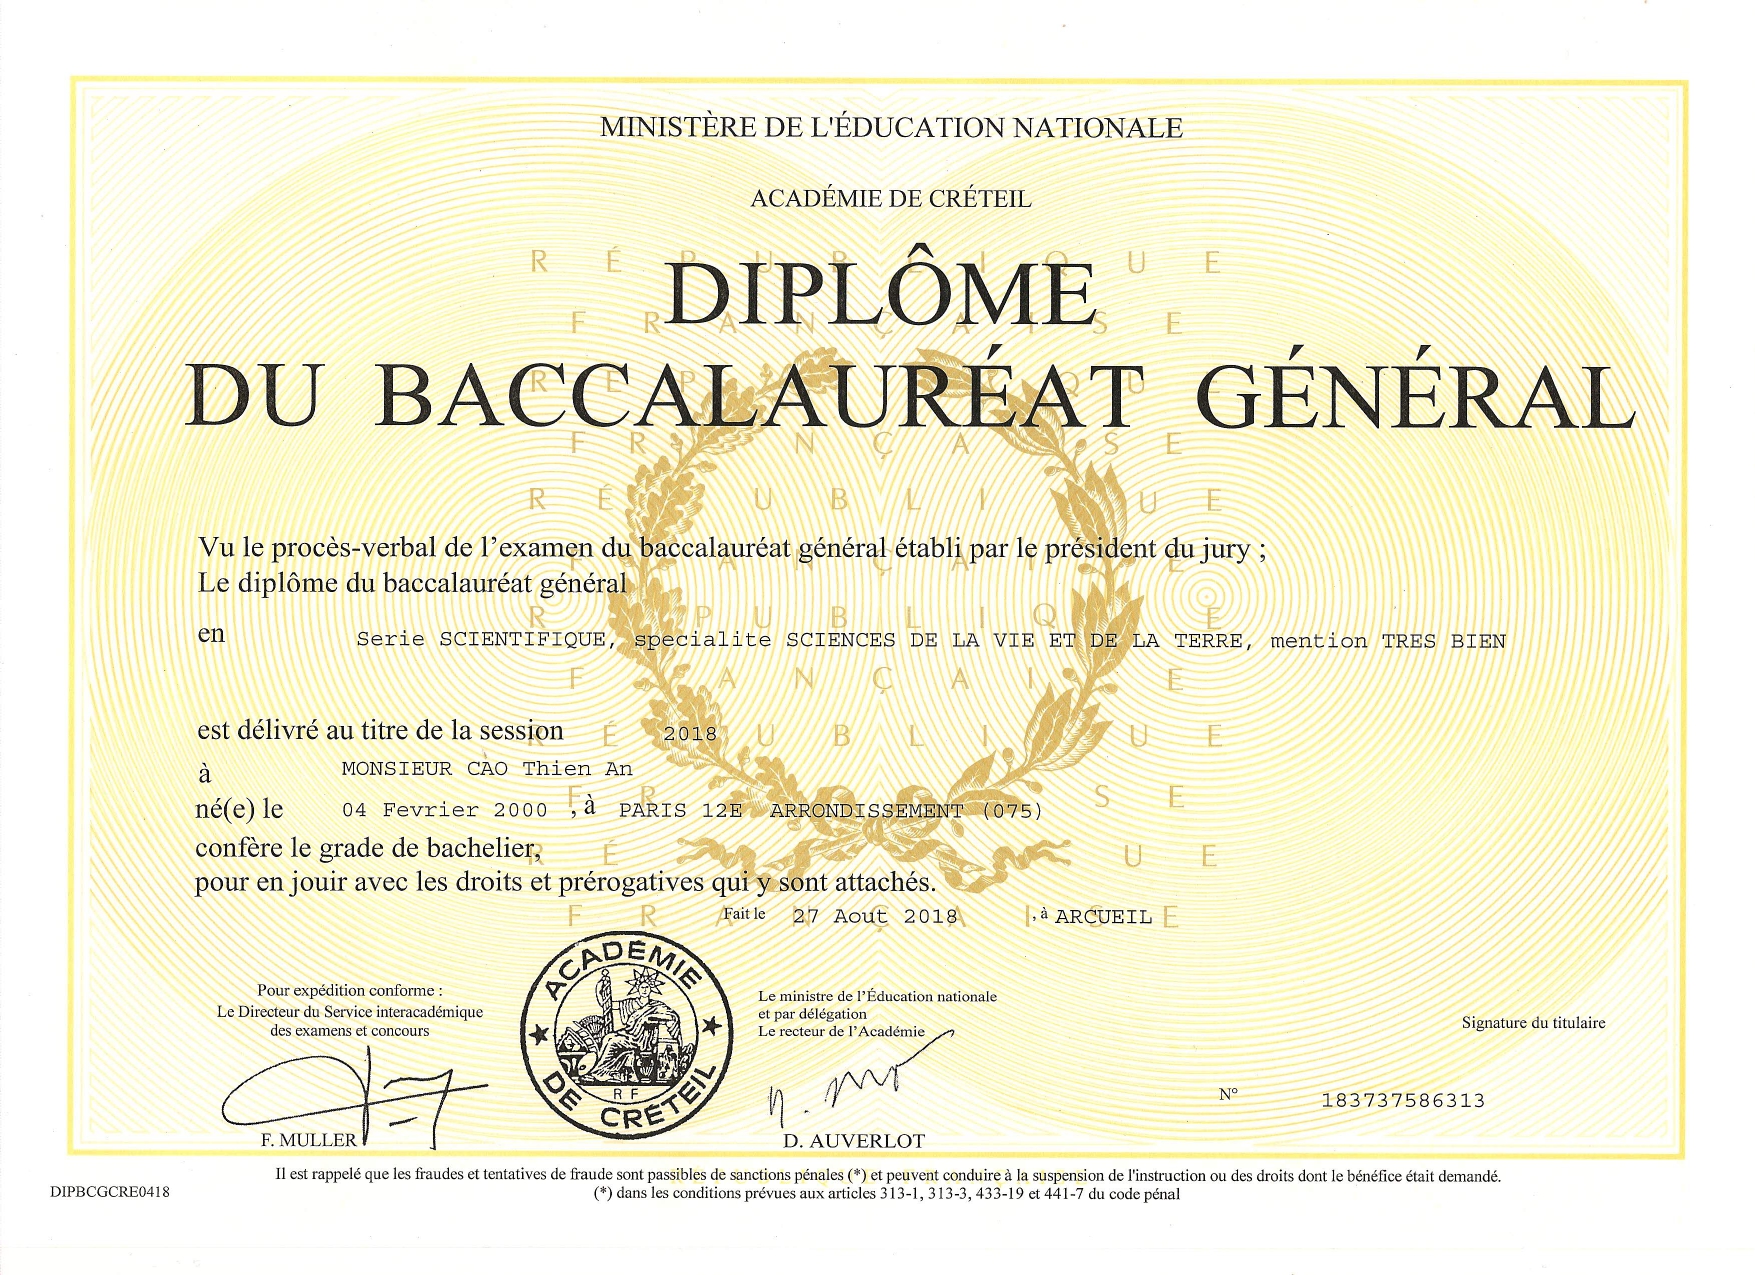 MINISTÈRE DE L'ÉDUCATION NATIONALE
ACADÉMIE DE CRÉTEIL
DIPLÔME
DU BACCALAURÉAT GÉNÉRAL
RÉPUBLIQUE
FRANÇAISE
Vu le procès-verbal de l’examen du baccalauréat général établi par le président du jury ;
Le diplôme du baccalauréat général
en Serie SCIENTIFIQUE, specialite SCIENCES DE LA VIE ET DE LA TERRE, mention TRES BIEN
est délivré au titre de la session 2018
à MONSIEUR CAO Thien An
né(e) le 04 Fevrier 2000 , à PARIS 12E ARRONDISSEMENT (075)
confère le grade de bachelier,
pour en jouir avec les droits et prérogatives qui y sont attachés.
Fait le 27 Aout 2018 , à ARCUEIL
Pour expédition conforme :
Le Directeur du Service interacadémique
des examens et concours
F. MULLER
ACADÉMIE
DE CRÉTEIL
R F
Le ministre de l’Éducation nationale
et par délégation
Le recteur de l’Académie
D. AUVERLOT
Signature du titulaire
N° 183737586313
Il est rappelé que les fraudes et tentatives de fraude sont passibles de sanctions pénales (*) et peuvent conduire à la suspension de l'instruction ou des droits dont le bénéfice était demandé.
(*) dans les conditions prévues aux articles 313-1, 313-3, 433-19 et 441-7 du code pénal
DIPBCGCRE0418